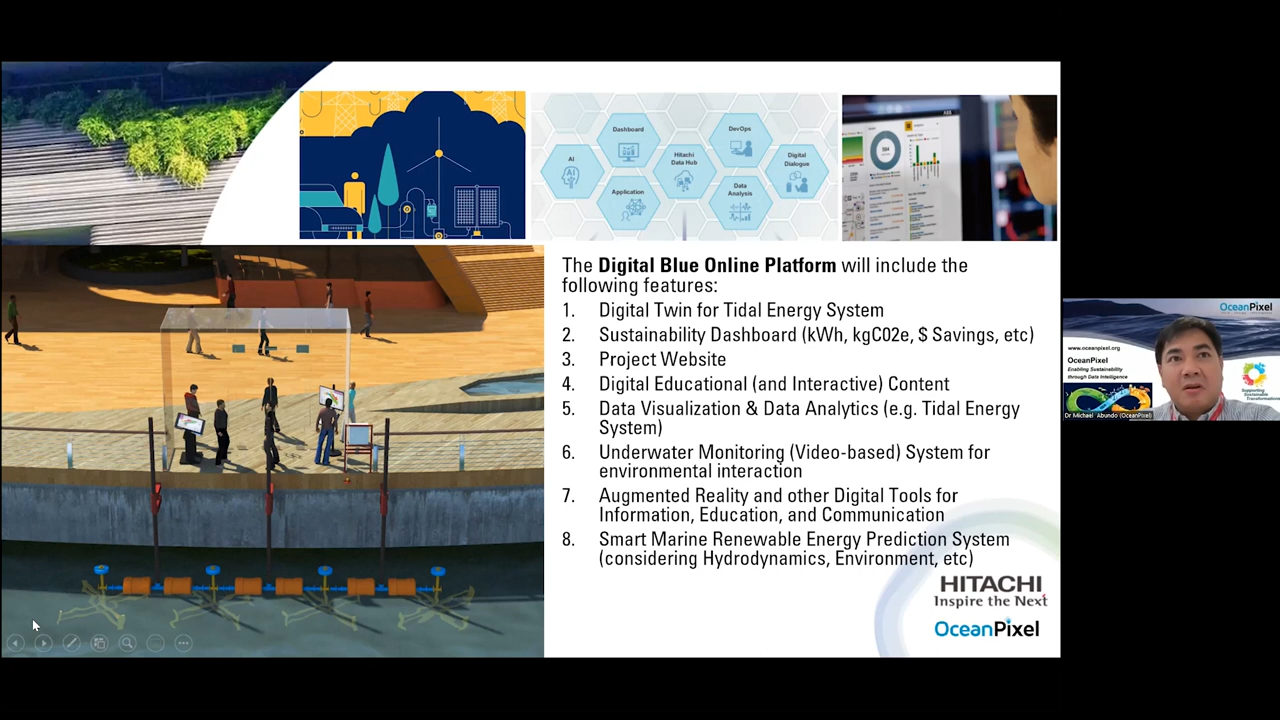 Dashboard
DevOps
AI
Hitachi
Data Hub
Digital
Dialogue
Application
Data
Analysis
ABB
The Digital Blue Online Platform will include the
following features:
1. Digital Twin for Tidal Energy System
2. Sustainability Dashboard (kWh, kgC02e, $ Savings, etc)
3. Project Website
4. Digital Educational (and Interactive) Content
5. Data Visualization & Data Analytics (e.g. Tidal Energy
System)
6. Underwater Monitoring (Video-based) System for
environmental interaction
7. Augmented Reality and other Digital Tools for
Information, Education, and Communication
8. Smart Marine Renewable Energy Prediction System
(considering Hydrodynamics, Environment, etc)
HITACHI
Inspire the Next
OceanPixel
OceanPixel
www.oceanpixel.org
OceanPixel
Enabling Sustainability
through Data Intelligence
Supporting
Sustainable
Transformations
Dr Michael Abundo (OceanPixel)